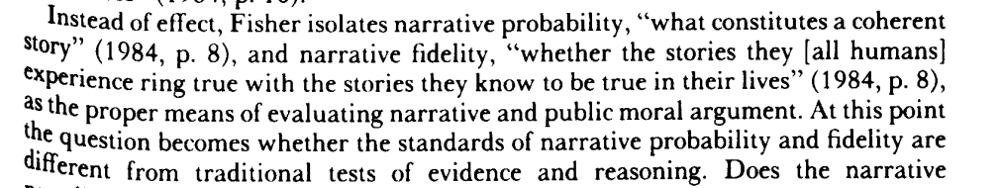 Instead of effect, Fisher isolates narrative probability, “what constitutes a coherent
story” (1984, p. 8), and narrative fidelity, “whether the stories they [all humans]
experience ring true with the stories they know to be true in their lives” (1984, p. 8),
as the proper means of evaluating narrative and public moral argument. At this point
the question becomes whether the standards of narrative probability and fidelity are
different from traditional tests of evidence and reasoning. Does the narrative